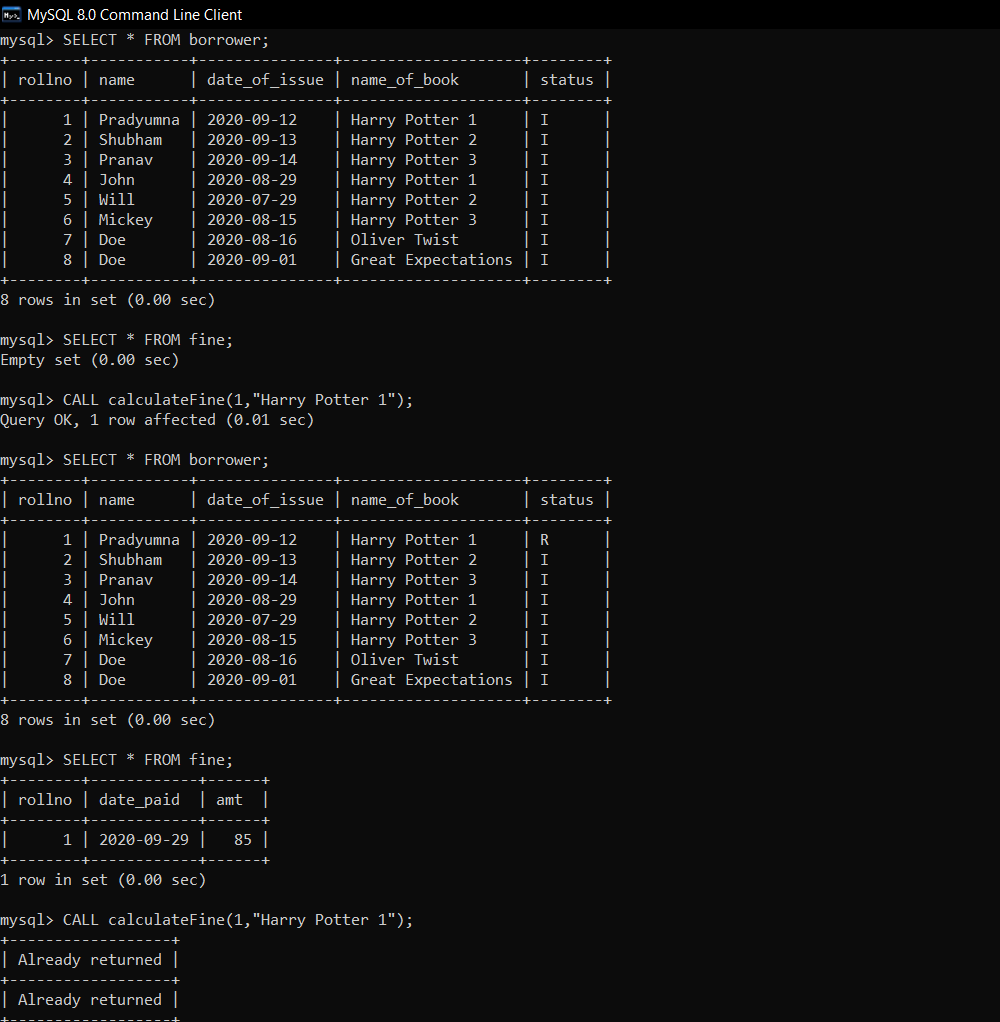 MySQL 8.0 Command Line Client
mysql> SELECT * FROM borrower;
+--------+-----------+---------------+--------------------+--------+
| rollno | name      | date_of_issue | name_of_book       | status |
+--------+-----------+---------------+--------------------+--------+
|      1 | Pradyumna | 2020-09-12    | Harry Potter 1     | I      |
|      2 | Shubham   | 2020-09-13    | Harry Potter 2     | I      |
|      3 | Pranav    | 2020-09-14    | Harry Potter 3     | I      |
|      4 | John      | 2020-08-29    | Harry Potter 1     | I      |
|      5 | Will      | 2020-07-29    | Harry Potter 2     | I      |
|      6 | Mickey    | 2020-08-15    | Harry Potter 3     | I      |
|      7 | Doe       | 2020-08-16    | Oliver Twist       | I      |
|      8 | Doe       | 2020-09-01    | Great Expectations | I      |
+--------+-----------+---------------+--------------------+--------+
8 rows in set (0.00 sec)

mysql> SELECT * FROM fine;
Empty set (0.00 sec)

mysql> CALL calculateFine(1,"Harry Potter 1");
Query OK, 1 row affected (0.01 sec)

mysql> SELECT * FROM borrower;
+--------+-----------+---------------+--------------------+--------+
| rollno | name      | date_of_issue | name_of_book       | status |
+--------+-----------+---------------+--------------------+--------+
|      1 | Pradyumna | 2020-09-12    | Harry Potter 1     | R      |
|      2 | Shubham   | 2020-09-13    | Harry Potter 2     | I      |
|      3 | Pranav    | 2020-09-14    | Harry Potter 3     | I      |
|      4 | John      | 2020-08-29    | Harry Potter 1     | I      |
|      5 | Will      | 2020-07-29    | Harry Potter 2     | I      |
|      6 | Mickey    | 2020-08-15    | Harry Potter 3     | I      |
|      7 | Doe       | 2020-08-16    | Oliver Twist       | I      |
|      8 | Doe       | 2020-09-01    | Great Expectations | I      |
+--------+-----------+---------------+--------------------+--------+
8 rows in set (0.00 sec)

mysql> SELECT * FROM fine;
+--------+------------+------+
| rollno | date_paid  | amt  |
+--------+------------+------+
|      1 | 2020-09-29 |   85 |
+--------+------------+------+
1 row in set (0.00 sec)

mysql> CALL calculateFine(1,"Harry Potter 1");
+------------------+
| Already returned |
+------------------+
| Already returned |
+------------------+